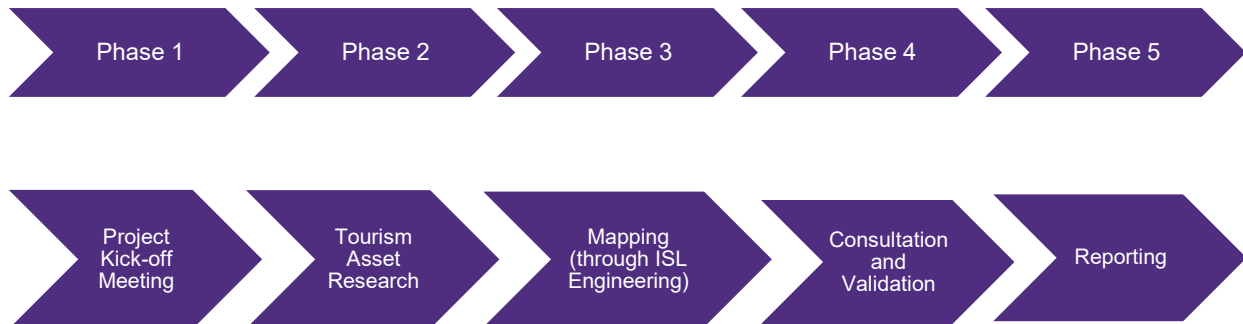 Phase 1
Phase 2
Phase 3
Phase 4
Phase 5
Project
Kick-off
Meeting
Tourism
Asset
Research
Mapping
(through ISL
Engineering)
Consultation
and
Validation
Reporting